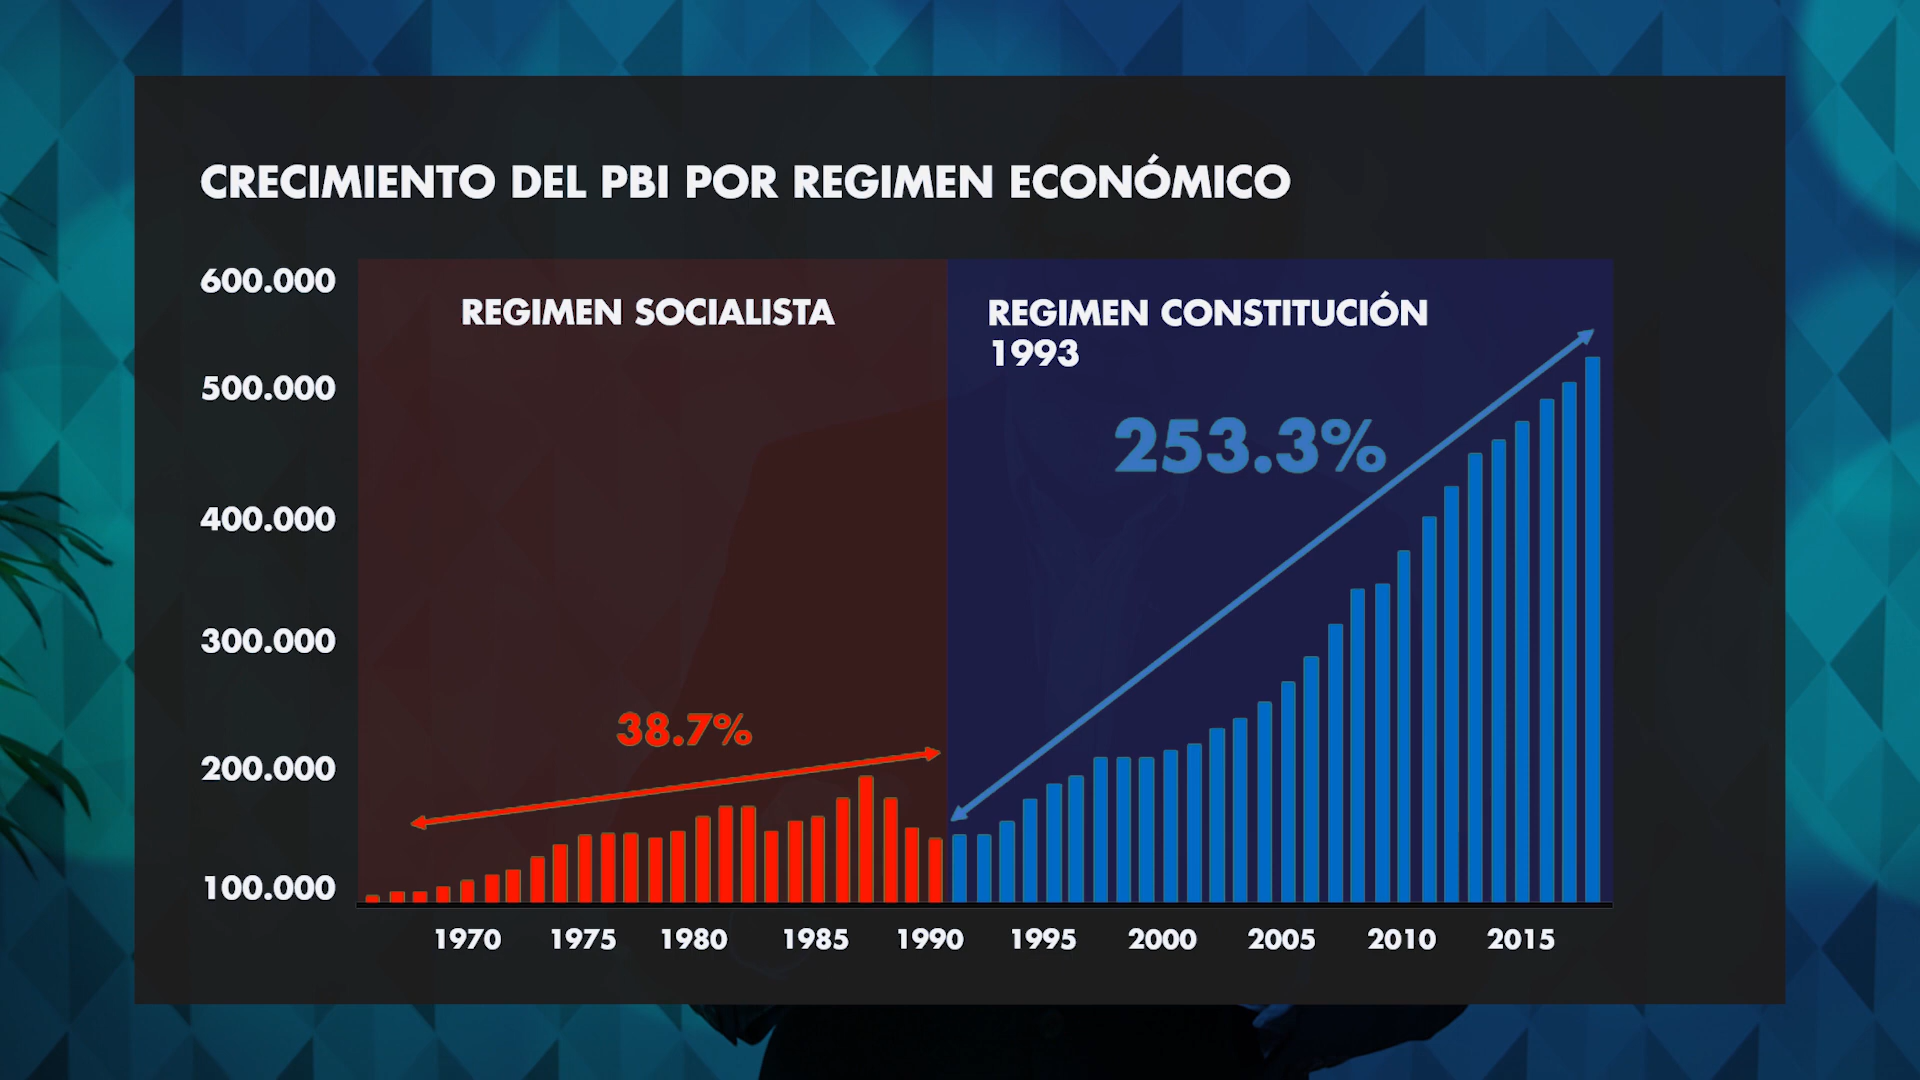 CRECIMIENTO DEL PBI POR REGIMEN ECONÓMICO
600.000
500.000
400.000
300.000
200.000
100.000
REGIMEN SOCIALISTA
38.7%
REGIMEN CONSTITUCIÓN
1993
253.3%
1970 1975 1980 1985 1990 1995 2000 2005 2010 2015